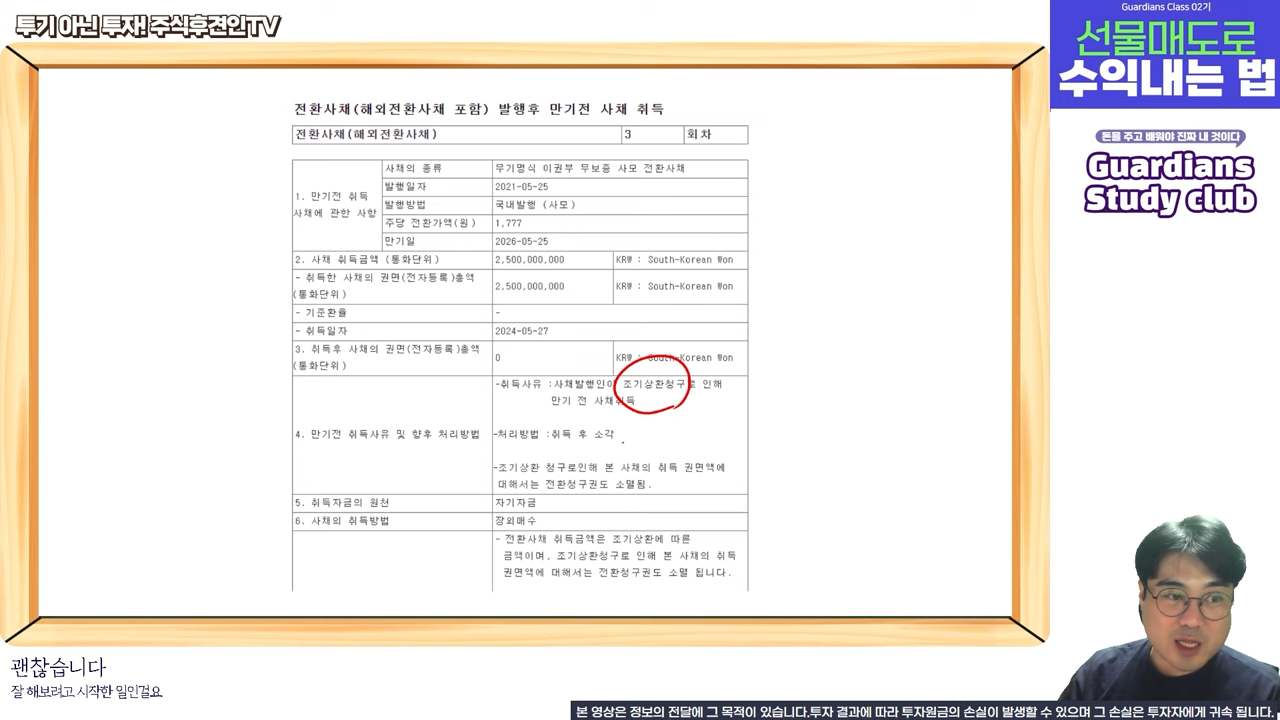 투기 아닌 투자! 주식후견인TV
Guardians Class 02기
선물매도로
수익내는 법
돈을 주고 배워야 진짜 내 것이다
Guardians
Study club
전환사채(해외전환사채 포함) 발행후 만기전 사채 취득
전환사채(해외전환사채) 3 회차
1. 만기전 취득
사채에 관한 사항
사채의 종류 무기명식 이권부 무보증 사모 전환사채
발행일자 2021-05-25
발행방법 국내발행 (사모)
주당 전환가액(원) 1,777
만기일 2026-05-25
2. 사채 취득금액 (통화단위) 2,500,000,000 KRW : South-Korean Won
- 취득한 사채의 권면(전자등록)총액
(통화단위) 2,500,000,000 KRW : South-Korean Won
- 기준환율 -
- 취득일자 2024-05-27
3. 취득후 사채의 권면(전자등록)총액
(통화단위) 0 KRW : South-Korean Won
4. 만기전 취득사유 및 향후 처리방법
-취득사유 :사채발행인이 조기상환청구로 인해
만기 전 사채취득
-처리방법 :취득 후 소각
-조기상환 청구로인해 본 사채의 취득 권면액에
대해서는 전환청구권도 소멸됨.
5. 취득자금의 원천 자기자금
6. 사채의 취득방법 장외매수
- 전환사채 취득금액은 조기상환에 따른
금액이며, 조기상환청구로 인해 본 사채의 취득
권면액에 대해서는 전환청구권도 소멸 됩니다.
괜찮습니다
잘 해보려고 시작한 일인걸요
본 영상은 정보의 전달에 그 목적이 있습니다.투자 결과에 따라 투자원금의 손실이 발생할 수 있으며 그 손실은 투자자에게 귀속 됩니다.